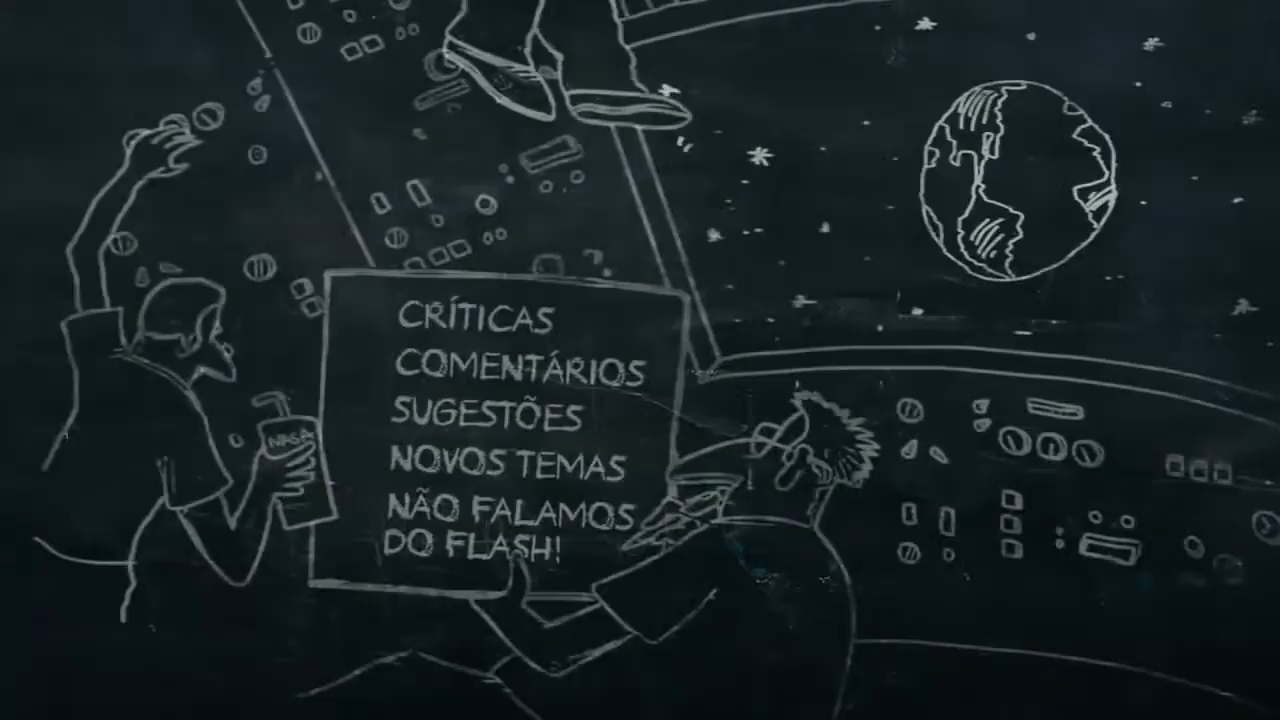 CRÍTICAS
COMENTÁRIOS
SUGESTÕES
NOVOS TEMAS
NÃO FALAMOS
DO FLASH!
NASA